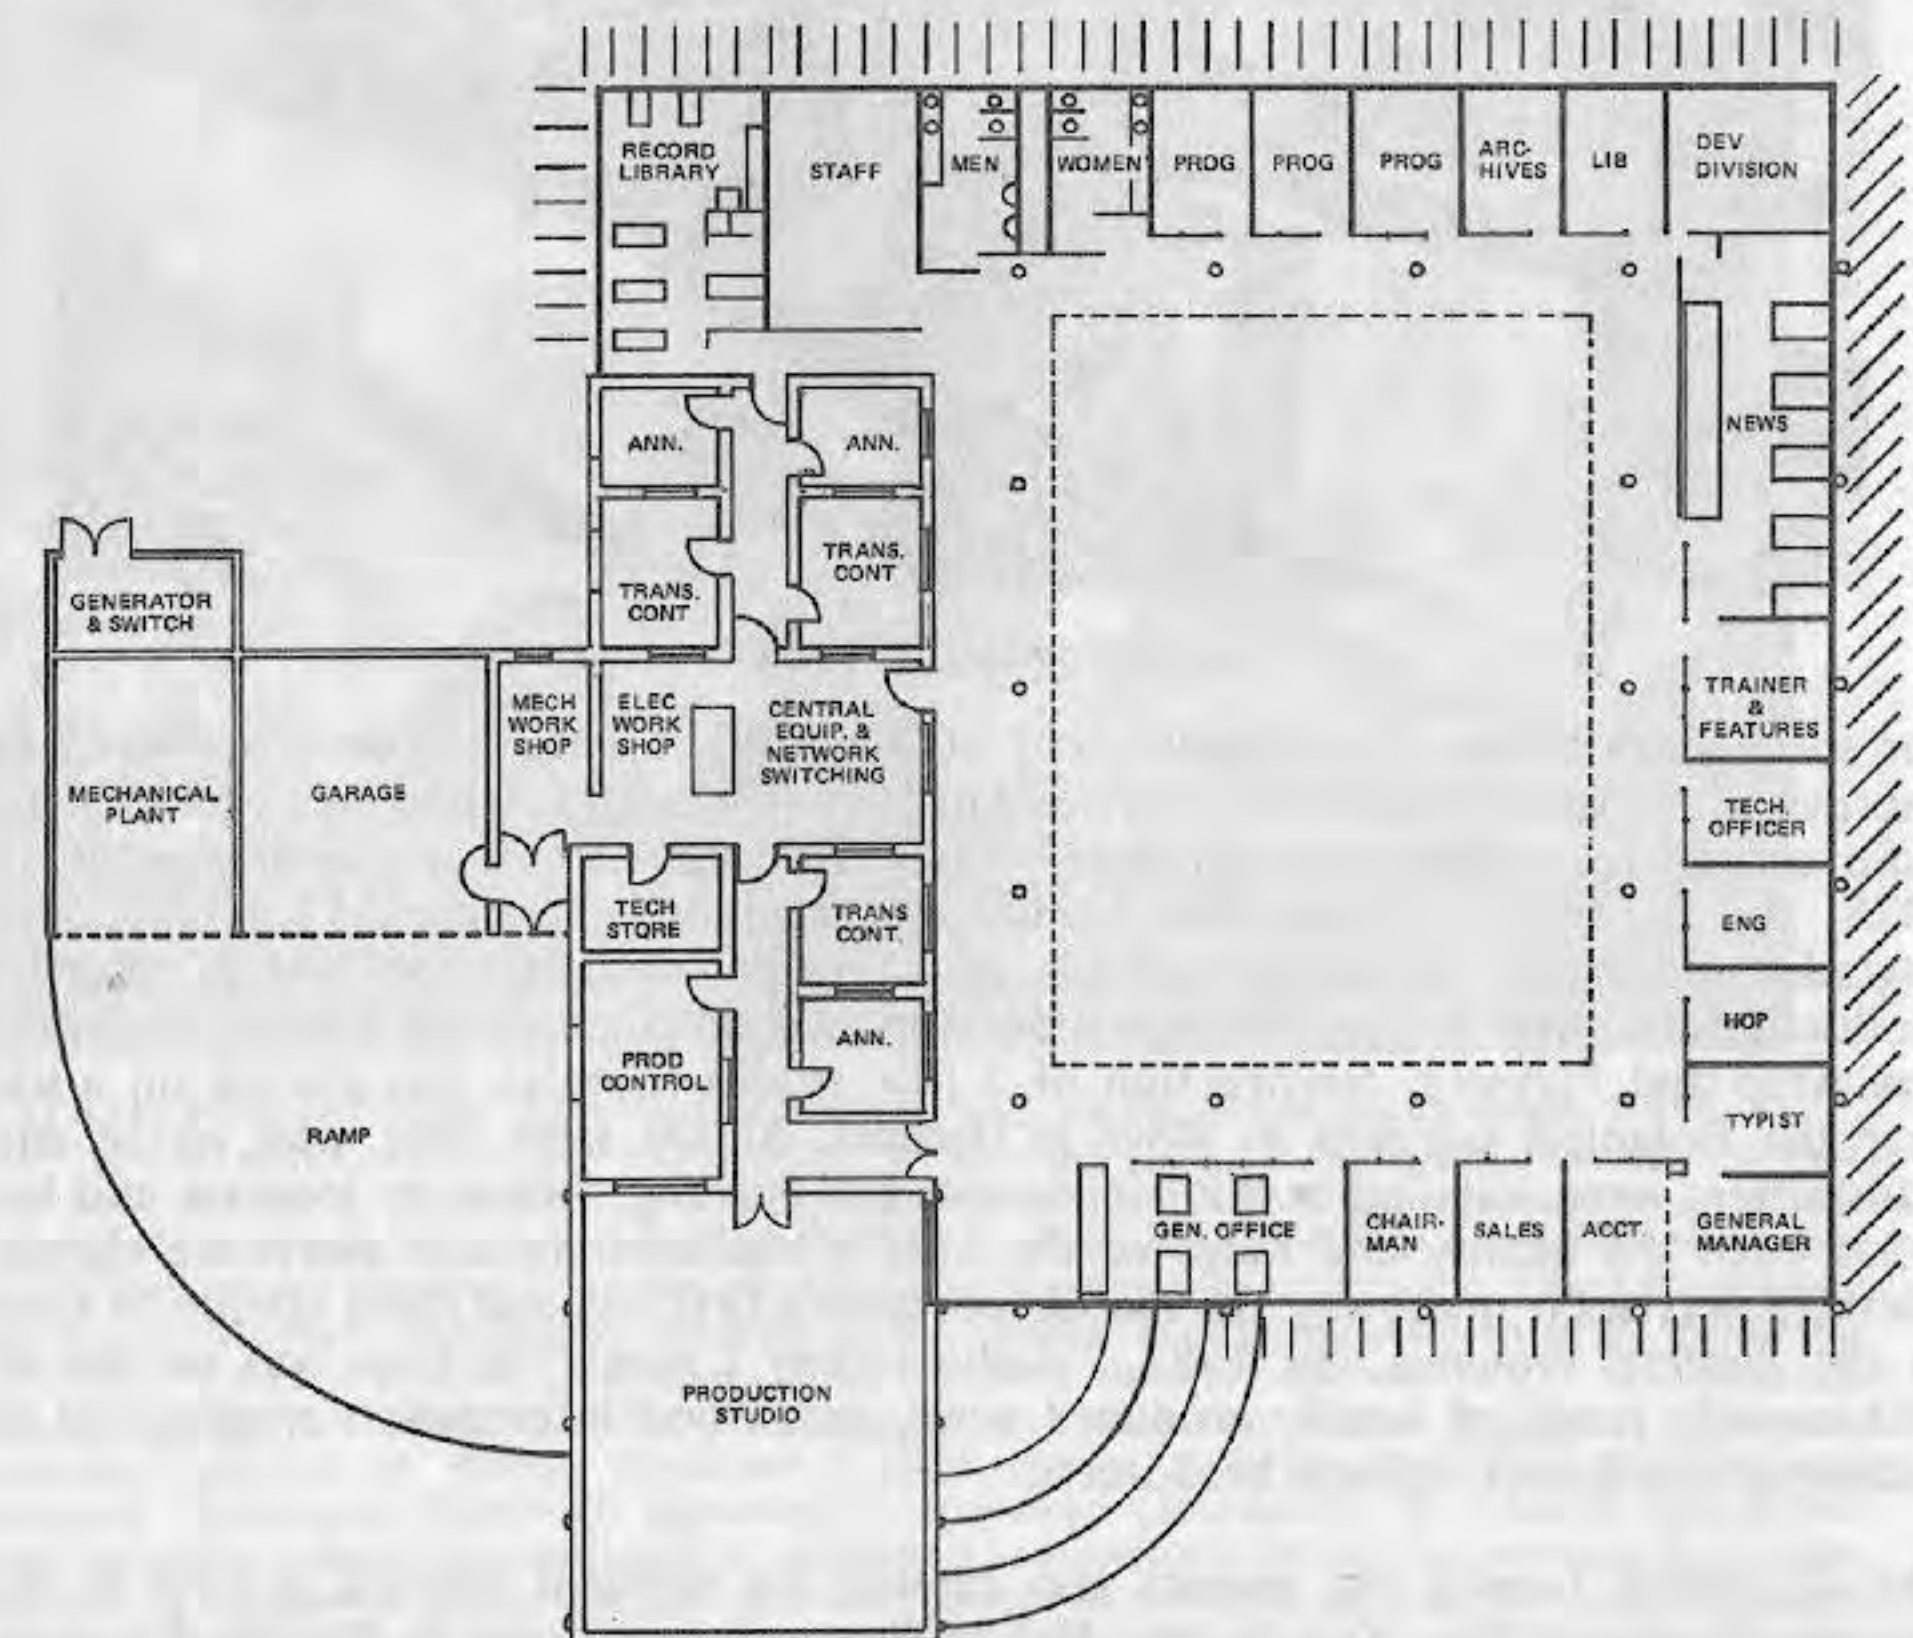 RECORD
LIBRARY
STAFF
MEN
WOMEN
PROG
PROG
PROG
ARC-
HIVES
LIB
DEV
DIVISION
ANN.
ANN.
NEWS
TRANS.
CONT
TRANS.
CONT
GENERATOR
& SWITCH
MECH
WORK
SHOP
ELEC
WORK
SHOP
CENTRAL
EQUIP. &
NETWORK
SWITCHING
TRAINER
&
FEATURES
MECHANICAL
PLANT
GARAGE
TECH.
OFFICER
TECH
STORE
TRANS
CONT.
ENG
HOP
PROD
CONTROL
ANN.
RAMP
TYPIST
GEN. OFFICE
CHAIR-
MAN
SALES
ACCT.
GENERAL
MANAGER
PRODUCTION
STUDIO